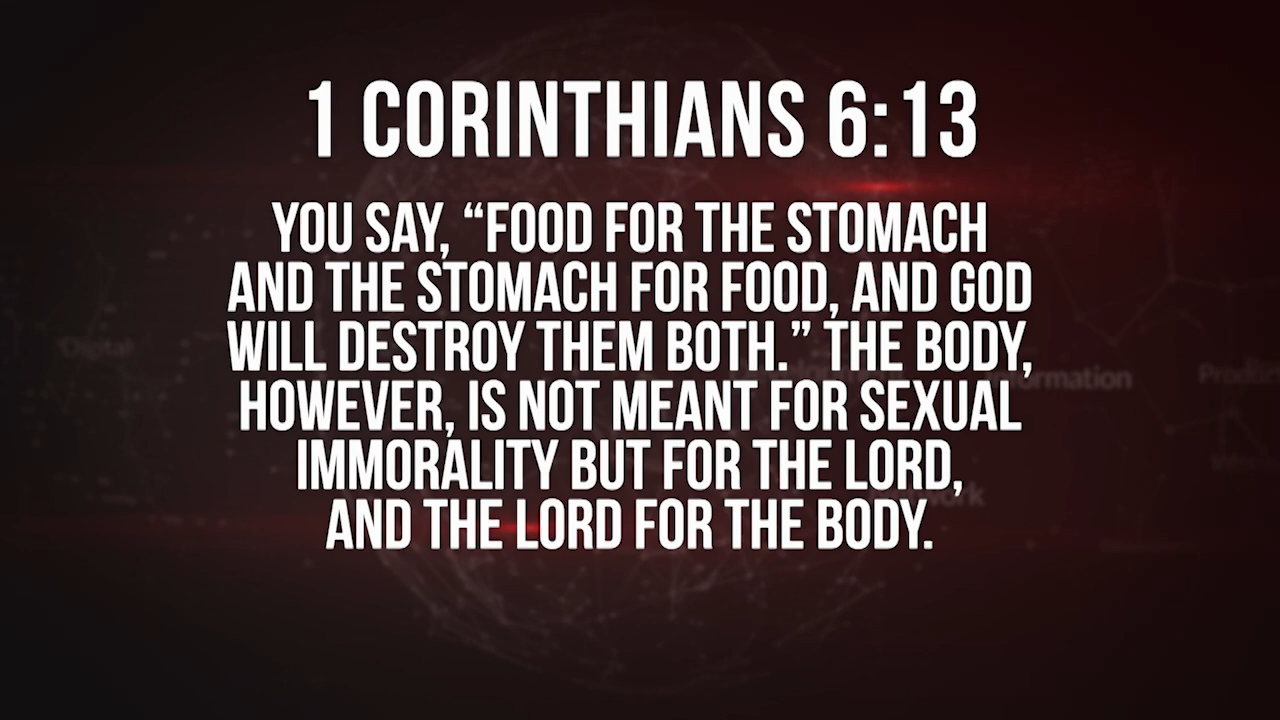 1 CORINTHIANS 6:13
YOU SAY, “FOOD FOR THE STOMACH
AND THE STOMACH FOR FOOD, AND GOD
WILL DESTROY THEM BOTH.” THE BODY,
HOWEVER, IS NOT MEANT FOR SEXUAL
IMMORALITY BUT FOR THE LORD,
AND THE LORD FOR THE BODY.
Digital